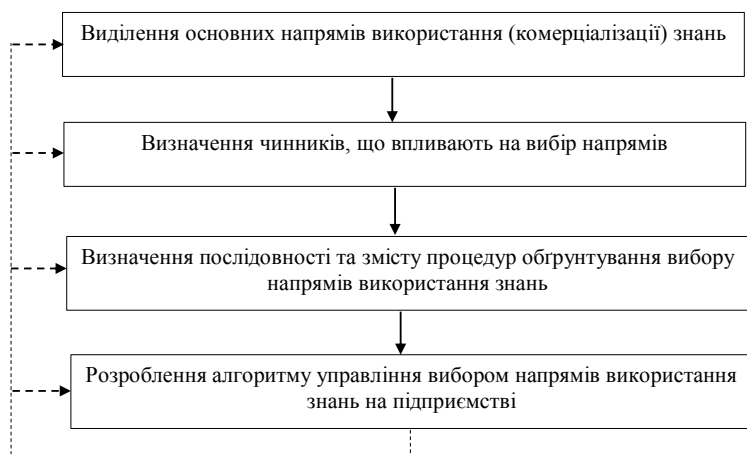 Виділення основних напрямів використання (комерціалізації) знань
Визначення чинників, що впливають на вибір напрямів
Визначення послідовності та змісту процедур обґрунтування вибору
напрямів використання знань
Розроблення алгоритму управління вибором напрямів використання
знань на підприємстві